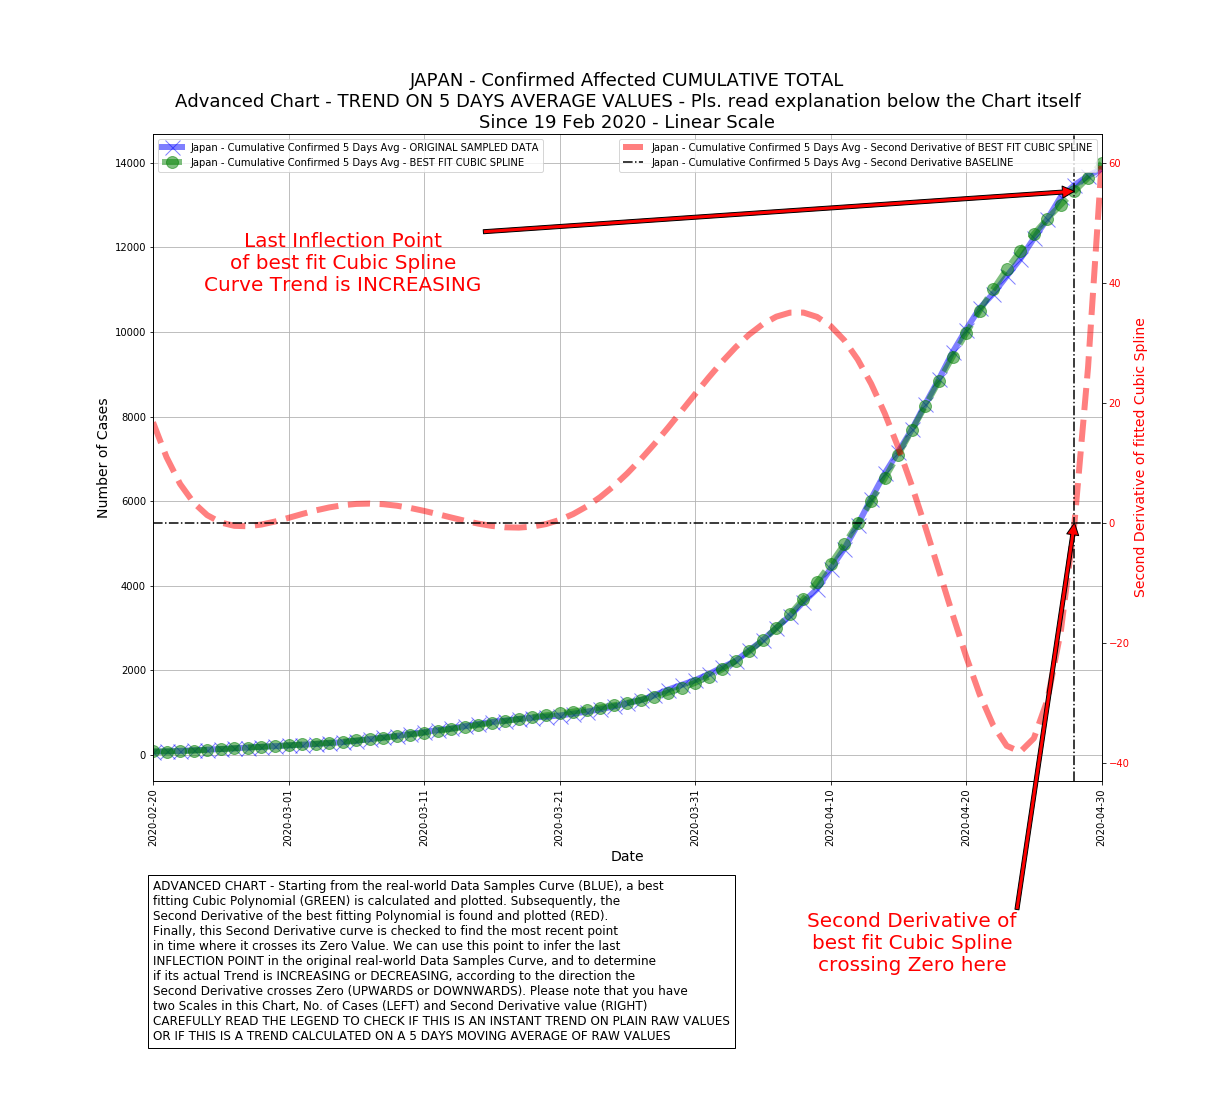 JAPAN - Confirmed Affected CUMULATIVE TOTAL
Advanced Chart - TREND ON 5 DAYS AVERAGE VALUES - Pls. read explanation below the Chart itself
Since 19 Feb 2020 - Linear Scale
Japan - Cumulative Confirmed 5 Days Avg - ORIGINAL SAMPLED DATA
Japan - Cumulative Confirmed 5 Days Avg - BEST FIT CUBIC SPLINE
Japan - Cumulative Confirmed 5 Days Avg - Second Derivative of BEST FIT CUBIC SPLINE
Japan - Cumulative Confirmed 5 Days Avg - Second Derivative BASELINE
Last Inflection Point
of best fit Cubic Spline
Curve Trend is INCREASING
Number of Cases
14000
12000
10000
8000
6000
4000
2000
0
60
40
20
0
−20
−40
Second Derivative of fitted Cubic Spline
2020-02-20
2020-03-01
2020-03-11
2020-03-21
2020-03-31
2020-04-10
2020-04-20
2020-04-30
Date
ADVANCED CHART - Starting from the real-world Data Samples Curve (BLUE), a best
fitting Cubic Polynomial (GREEN) is calculated and plotted. Subsequently, the
Second Derivative of the best fitting Polynomial is found and plotted (RED).
Finally, this Second Derivative curve is checked to find the most recent point
in time where it crosses its Zero Value. We can use this point to infer the last
INFLECTION POINT in the original real-world Data Samples Curve, and to determine
if its actual Trend is INCREASING or DECREASING, according to the direction the
Second Derivative crosses Zero (UPWARDS or DOWNWARDS). Please note that you have
two Scales in this Chart, No. of Cases (LEFT) and Second Derivative value (RIGHT)
CAREFULLY READ THE LEGEND TO CHECK IF THIS IS AN INSTANT TREND ON PLAIN RAW VALUES
OR IF THIS IS A TREND CALCULATED ON A 5 DAYS MOVING AVERAGE OF RAW VALUES
Second Derivative of
best fit Cubic Spline
crossing Zero here